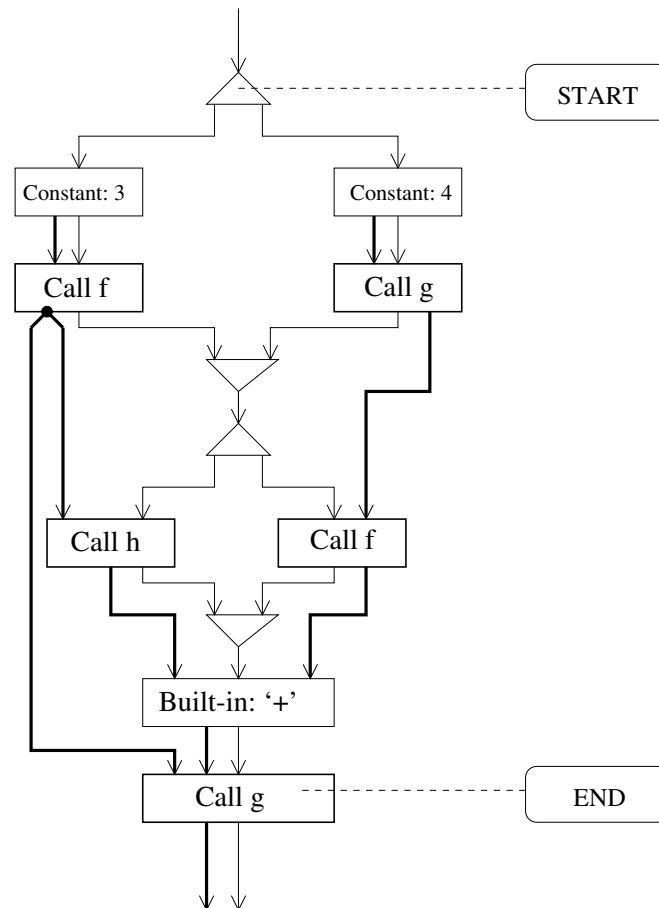 START
Constant: 3
Constant: 4
Call f
Call g
Call h
Call f
Built-in: ‘+’
Call g
END